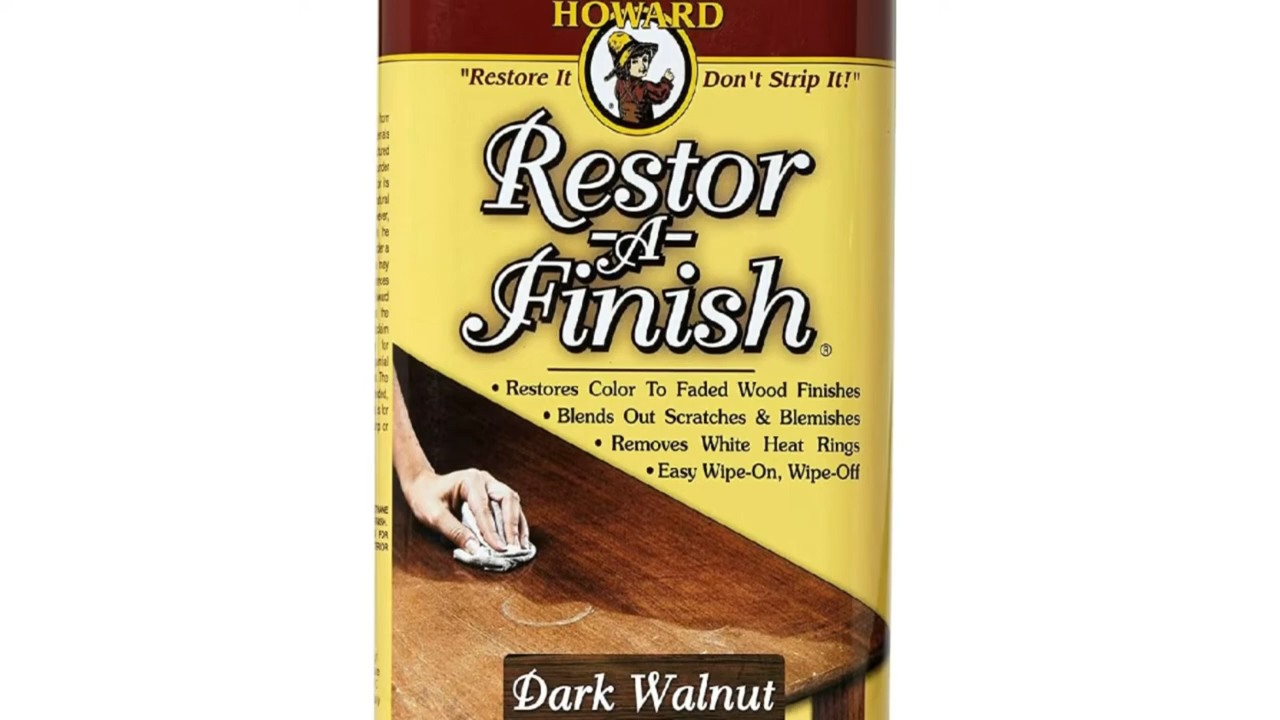 HOWARD
"Restore It Don't Strip It!"
Restor
-A-
Finish®
• Restores Color To Faded Wood Finishes
• Blends Out Scratches & Blemishes
• Removes White Heat Rings
• Easy Wipe-On, Wipe-Off
Dark Walnut